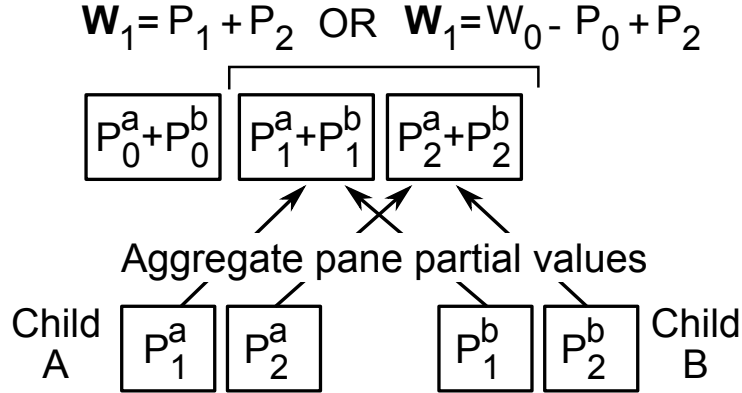 W₁= P₁ + P₂ OR W₁= W₀ - P₀ + P₂
P₀ᵃ+P₀ᵇ P₁ᵃ+P₁ᵇ P₂ᵃ+P₂ᵇ
Aggregate pane partial values
Child A P₁ᵃ P₂ᵃ P₁ᵇ P₂ᵇ Child B